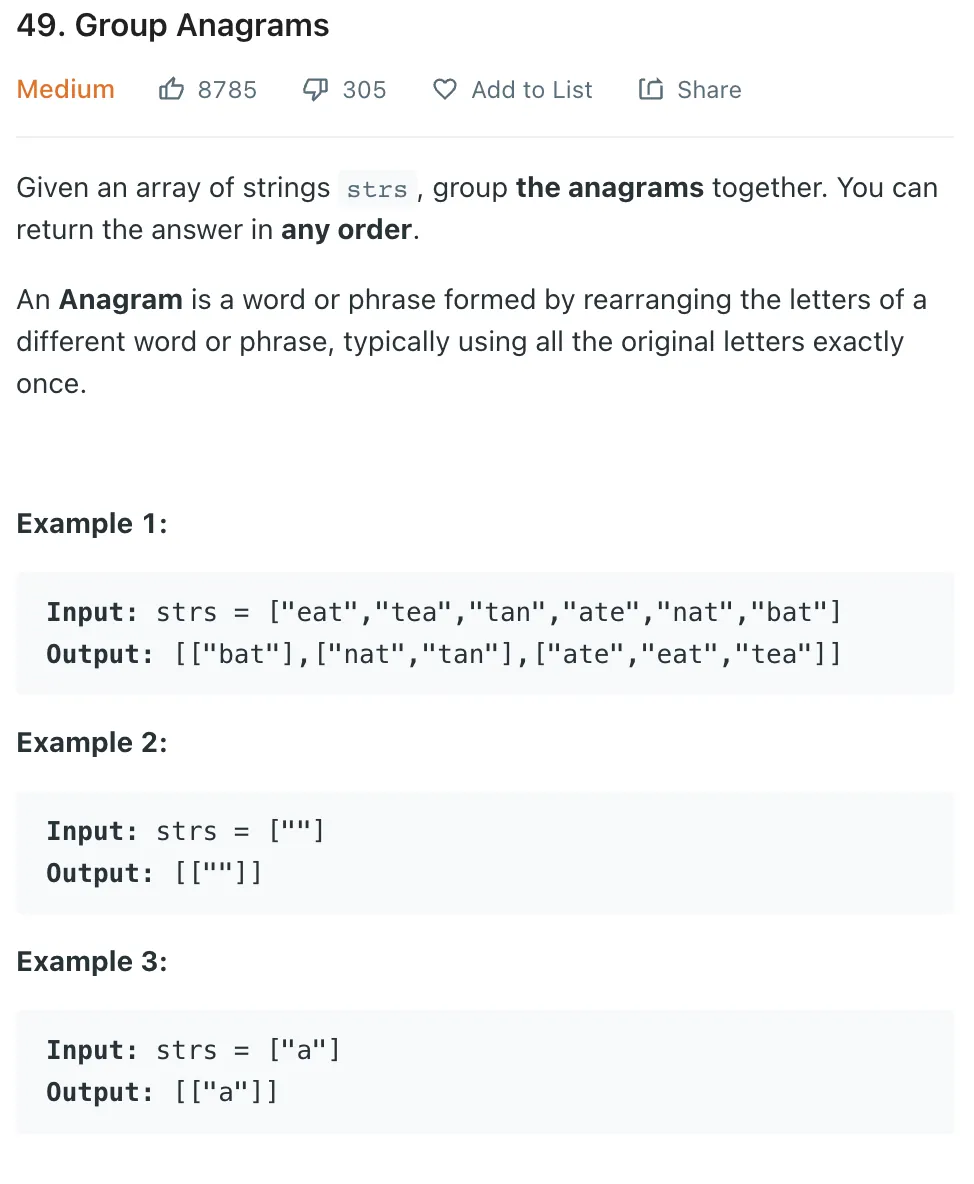 49. Group Anagrams
Medium 8785 305 Add to List Share
Given an array of strings strs, group the anagrams together. You can
return the answer in any order.
An Anagram is a word or phrase formed by rearranging the letters of a
different word or phrase, typically using all the original letters exactly
once.
Example 1:
Input: strs = ["eat","tea","tan","ate","nat","bat"]
Output: [["bat"],["nat","tan"],["ate","eat","tea"]]
Example 2:
Input: strs = [""]
Output: [[""]]
Example 3:
Input: strs = ["a"]
Output: [["a"]]